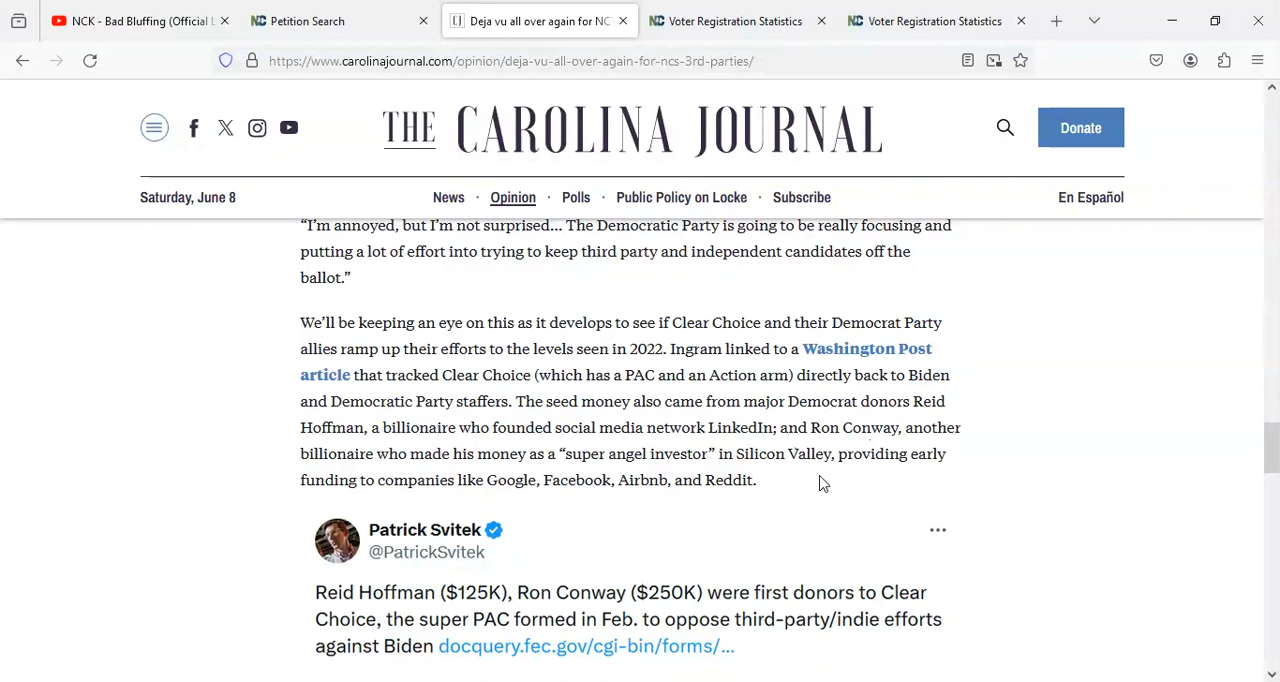 NCK - Bad Bluffing (Official L
Petition Search
Deja vu all over again for NC
Voter Registration Statistics
Voter Registration Statistics
https://www.carolinajournal.com/opinion/deja-vu-all-over-again-for-ncs-3rd-parties/
THE CAROLINA JOURNAL
Donate
Saturday, June 8
News · Opinion · Polls · Public Policy on Locke · Subscribe
En Español
“I’m annoyed, but I’m not surprised... The Democratic Party is going to be really focusing and
putting a lot of effort into trying to keep third party and independent candidates off the
ballot.”
We’ll be keeping an eye on this as it develops to see if Clear Choice and their Democrat Party
allies ramp up their efforts to the levels seen in 2022. Ingram linked to a Washington Post
article that tracked Clear Choice (which has a PAC and an Action arm) directly back to Biden
and Democratic Party staffers. The seed money also came from major Democrat donors Reid
Hoffman, a billionaire who founded social media network LinkedIn; and Ron Conway, another
billionaire who made his money as a “super angel investor” in Silicon Valley, providing early
funding to companies like Google, Facebook, Airbnb, and Reddit.
Patrick Svitek
@PatrickSvitek
Reid Hoffman ($125K), Ron Conway ($250K) were first donors to Clear
Choice, the super PAC formed in Feb. to oppose third-party/indie efforts
against Biden docquery.fec.gov/cgi-bin/forms/...